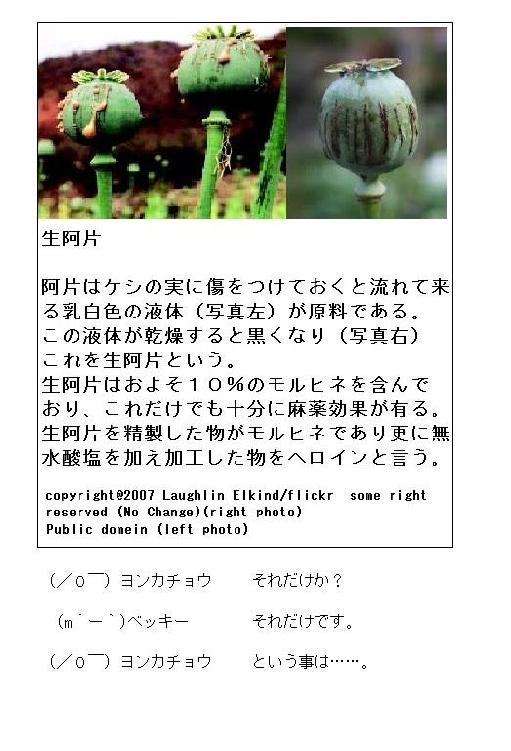 生阿片
阿片はケシの実に傷をつけておくと流れて来
る乳白色の液体（写真左）が原料である。
この液体が乾燥すると黒くなり（写真右）
これを生阿片という。
生阿片はおよそ１０％のモルヒネを含んで
おり、これだけでも十分に麻薬効果が有る。
生阿片を精製した物がモルヒネであり更に無
水酸塩を加え加工した物をヘロインと言う。
copyright@2007 Laughlin Elkind/flickr some right
reserved (No Change)(right photo)
Public domein (left photo)
（／０￣）ヨンカチョウ　それだけか？
（m｀ー｀)ベッキー　それだけです。
（／０￣）ヨンカチョウ　という事は……。